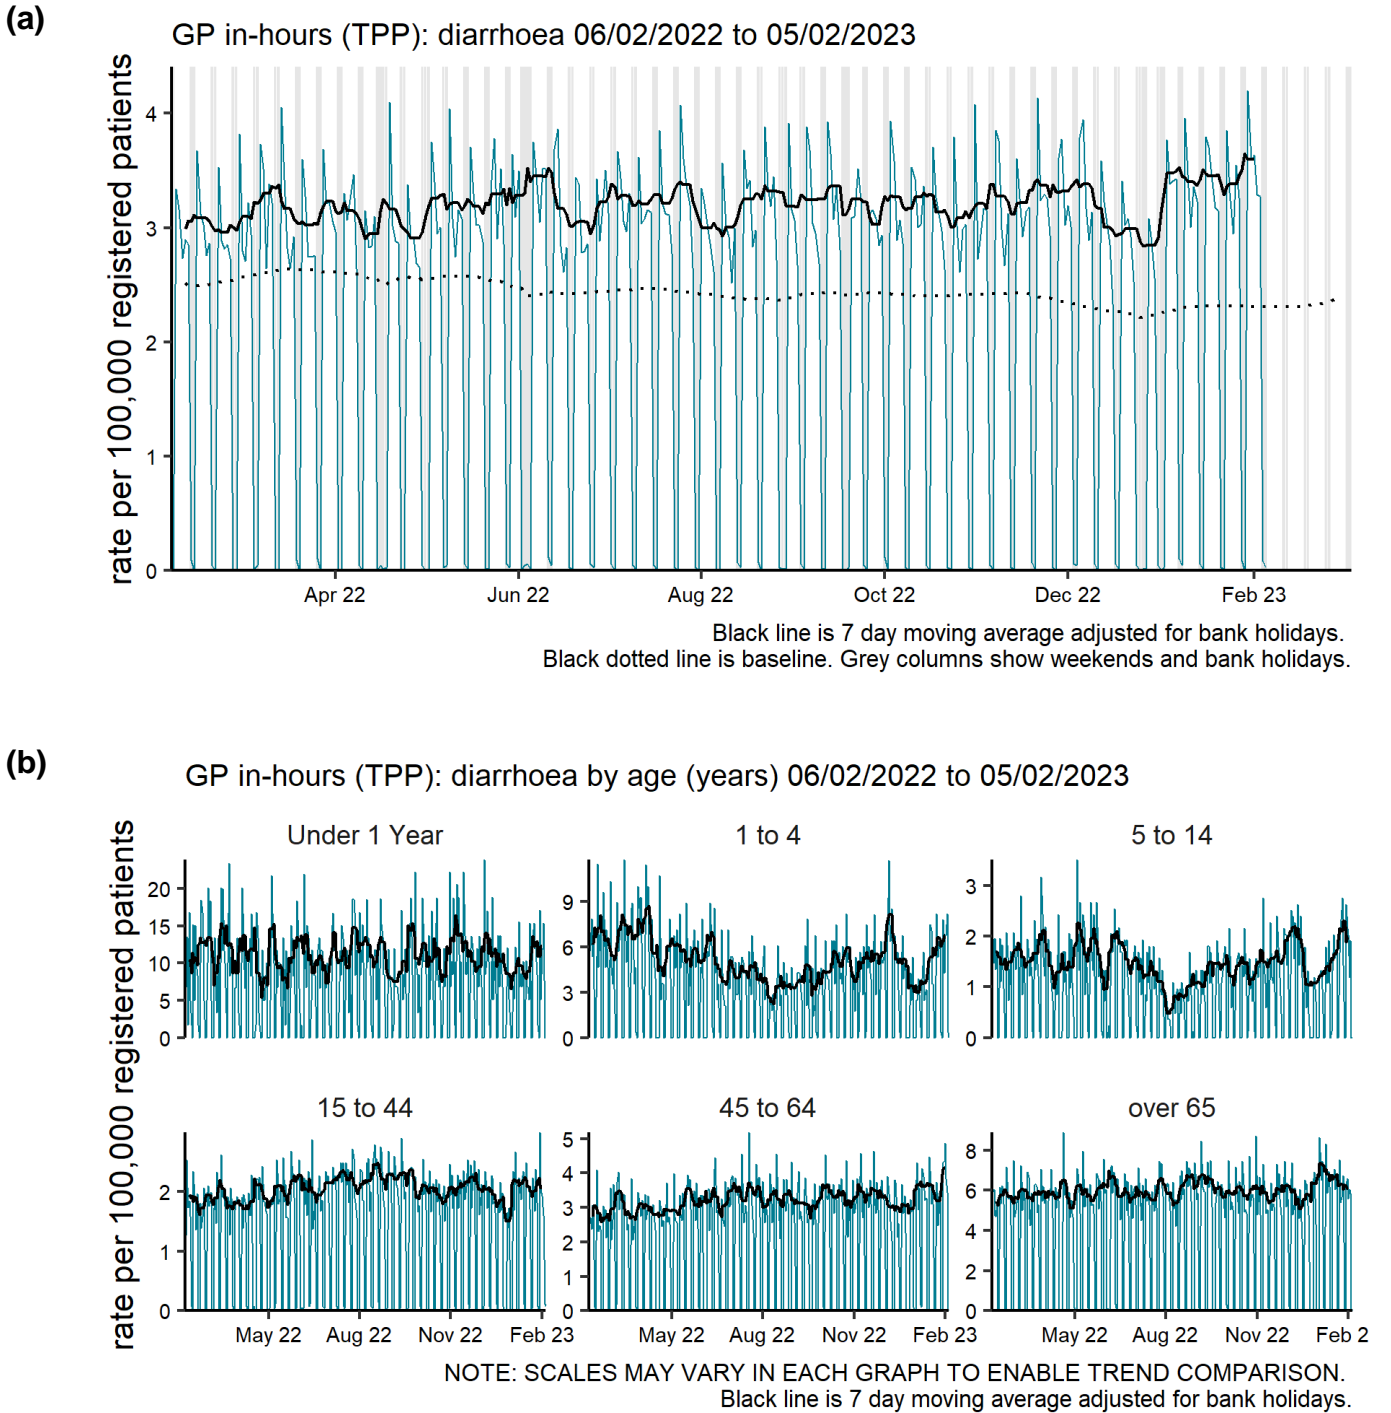 (a)
GP in-hours (TPP): diarrhoea 06/02/2022 to 05/02/2023
rate per 100,000 registered patients
4
3
2
1
0
Apr 22
Jun 22
Aug 22
Oct 22
Dec 22
Feb 23
Black line is 7 day moving average adjusted for bank holidays.
Black dotted line is baseline. Grey columns show weekends and bank holidays.
(b)
GP in-hours (TPP): diarrhoea by age (years) 06/02/2022 to 05/02/2023
rate per 100,000 registered patients
Under 1 Year
20
15
10
5
0
1 to 4
9
6
3
0
5 to 14
3
2
1
0
15 to 44
2
1
0
May 22
Aug 22
Nov 22
Feb 23
45 to 64
5
4
3
2
1
0
May 22
Aug 22
Nov 22
Feb 23
over 65
8
6
4
2
0
May 22
Aug 22
Nov 22
Feb 2
NOTE: SCALES MAY VARY IN EACH GRAPH TO ENABLE TREND COMPARISON.
Black line is 7 day moving average adjusted for bank holidays.